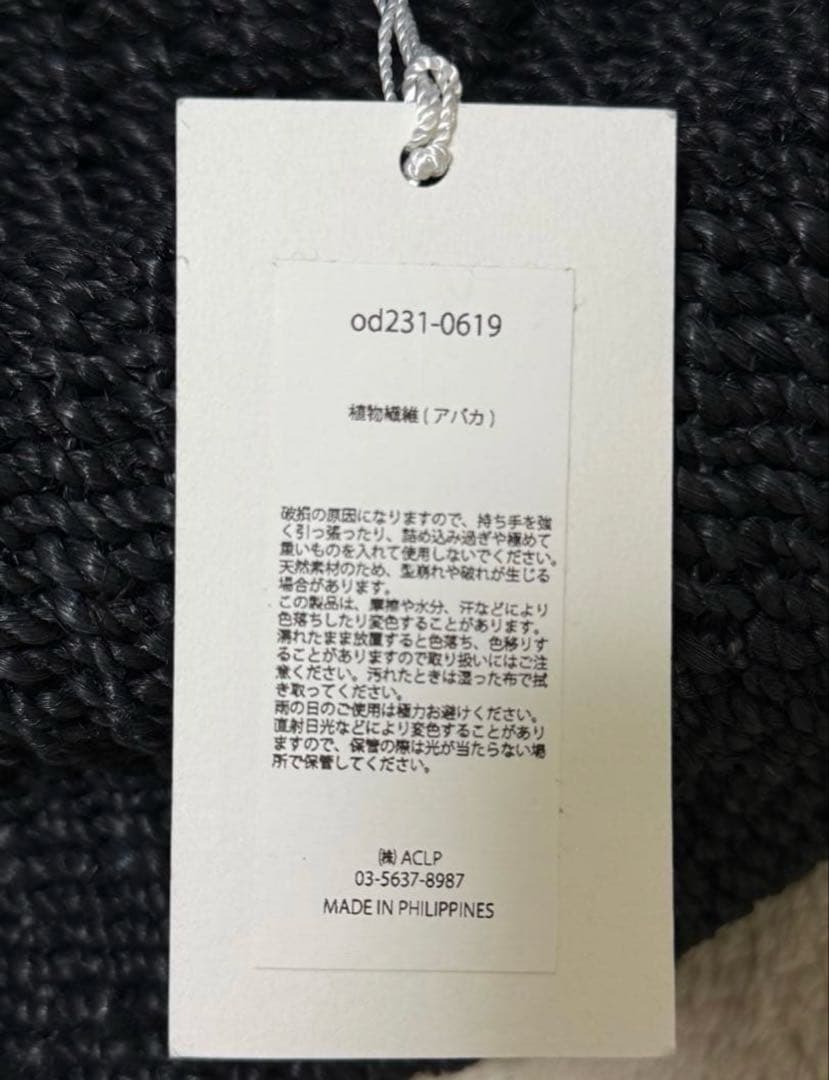 od231-0619
植物繊維(アバカ)
破損の原因になりますので、持ち手を強
く引っ張ったり、詰め込み過ぎや極めて
重いものを入れて使用しないでください。
天然素材のため、型崩れや破れが生じる
場合があります。
この製品は、摩擦や水分、汗などにより
色落ちしたり変色することがあります。
濡れたまま放置すると色落ち、色移りす
ることがありますので取り扱いにはご注
意ください。汚れたときは湿った布で拭
き取ってください。
雨の日のご使用は極力お避けください。
直射日光などにより変色することがあり
ますので、保管の際は光が当たらない場
所で保管してください。
㈱ ACLP
03-5637-8987
MADE IN PHILIPPINES